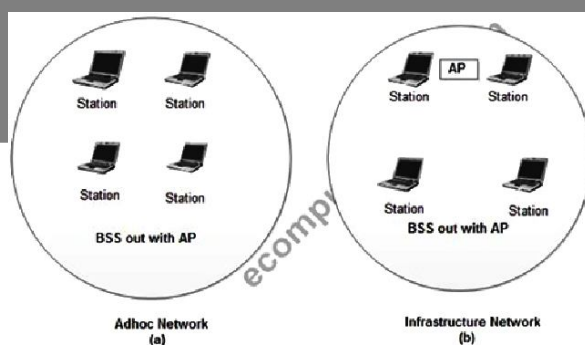 Station Station
Station Station
BSS out with AP
Adhoc Network
(a)
AP
Station Station
Station Station
BSS out with AP
Infrastructure Network
(b)